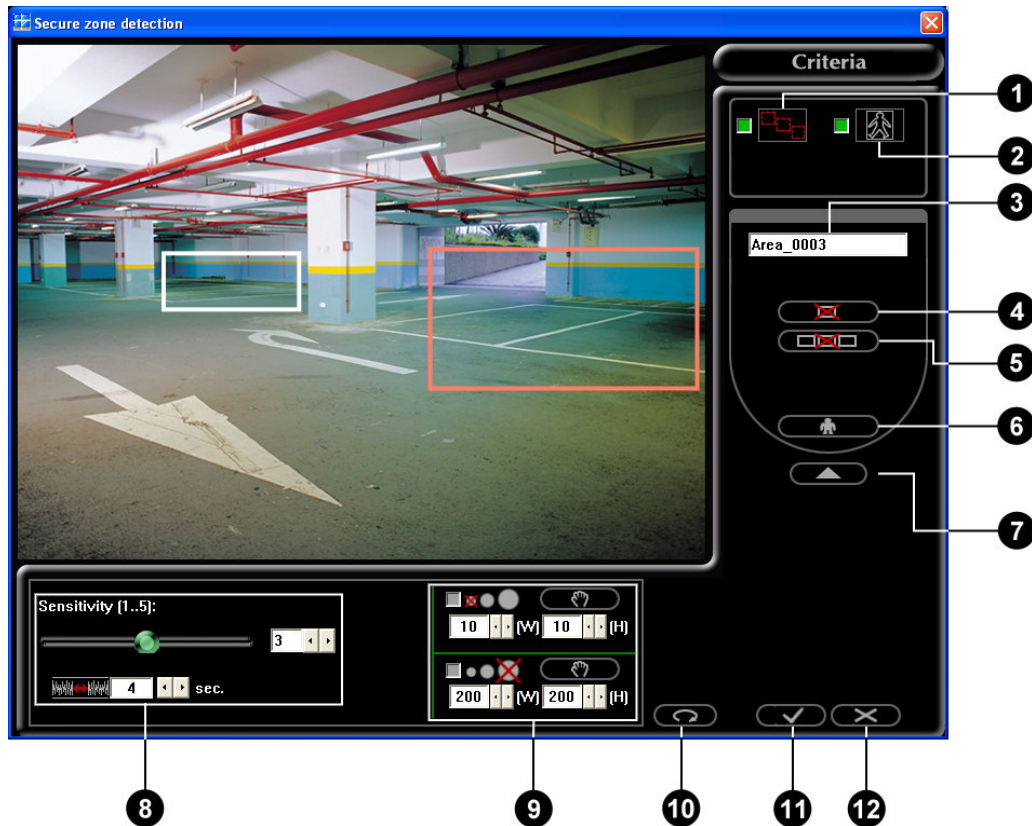 Secure zone detection
Criteria
1
2
3
Area_0003
4
5
6
7
Sensitivity (1..5):
3
4 sec.
10 (W) 10 (H)
200 (W) 200 (H)
8
9
10
11
12